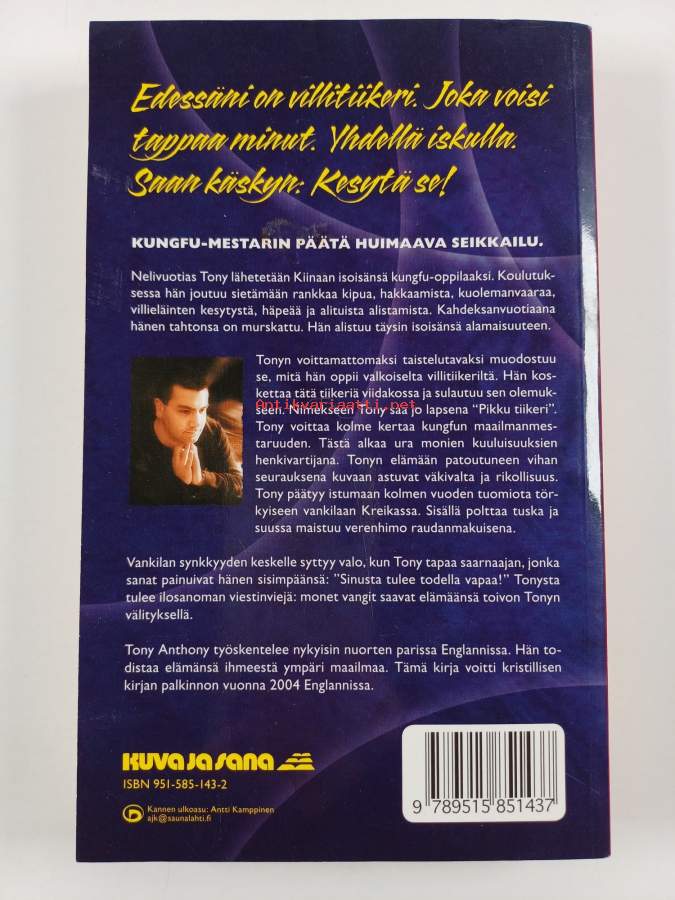 Edessäni on villitiikeri. Joka voisi
tappaa minut. Yhdellä iskulla.
Saan käskyn: Kesytä se!
KUNGFU-MESTARIN PÄÄTÄ HUIMAAVA SEIKKAILU.
Nelivuotias Tony lähetetään Kiinaan isoisänsä kungfu-oppilaaksi. Koulutuk-
sessa hän joutuu sietämään rankkaa kipua, hakkaamista, kuolemanvaaraa,
villieläinten kesytystä, häpeää ja alituista alistamista. Kahdeksanvuotiaana
hänen tahtonsa on murskattu. Hän alistuu täysin isoisänsä alamaisuuteen.
Tonyn voittamattomaksi taistelutavaksi muodostuu
se, mitä hän oppii valkoiselta villitiikeriltä. Hän kos-
kettaa tätä tiikeriä viidakossa ja sulautuu sen olemuk-
seen. Nimekseen Tony saa jo lapsena ”Pikku tiikeri”.
Antikvariaatti.net
Tony voittaa kolme kertaa kungfun maailmanmes-
taruuden. Tästä alkaa ura monien kuuluisuuksien
henkivartijana. Tonyn elämään patoutuneen vihan
seurauksena kuvaan astuvat väkivalta ja rikollisuus.
Tony päätyy istumaan kolmen vuoden tuomiota tör-
kyiseen vankilaan Kreikassa. Sisällä polttaa tuska ja
suussa maistuu verenhimo raudanmakuisena.
Vankilan synkkyyden keskelle syttyy valo, kun Tony tapaa saarnaajan, jonka
sanat painuivat hänen sisimpäänsä: ”Sinusta tulee todella vapaa!” Tonysta
tulee ilosanoman viestinviejä: monet vangit saavat elämäänsä toivon Tonyn
välityksellä.
Tony Anthony työskentelee nykyisin nuorten parissa Englannissa. Hän to-
distaa elämänsä ihmeestä ympäri maailmaa. Tämä kirja voitti kristillisen
kirjan palkinnon vuonna 2004 Englannissa.
KUVA JA SANA
ISBN 951-585-143-2
Kannen ulkoasu: Antti Kamppinen
ajk@saunalahti.fi
9 789515 851437